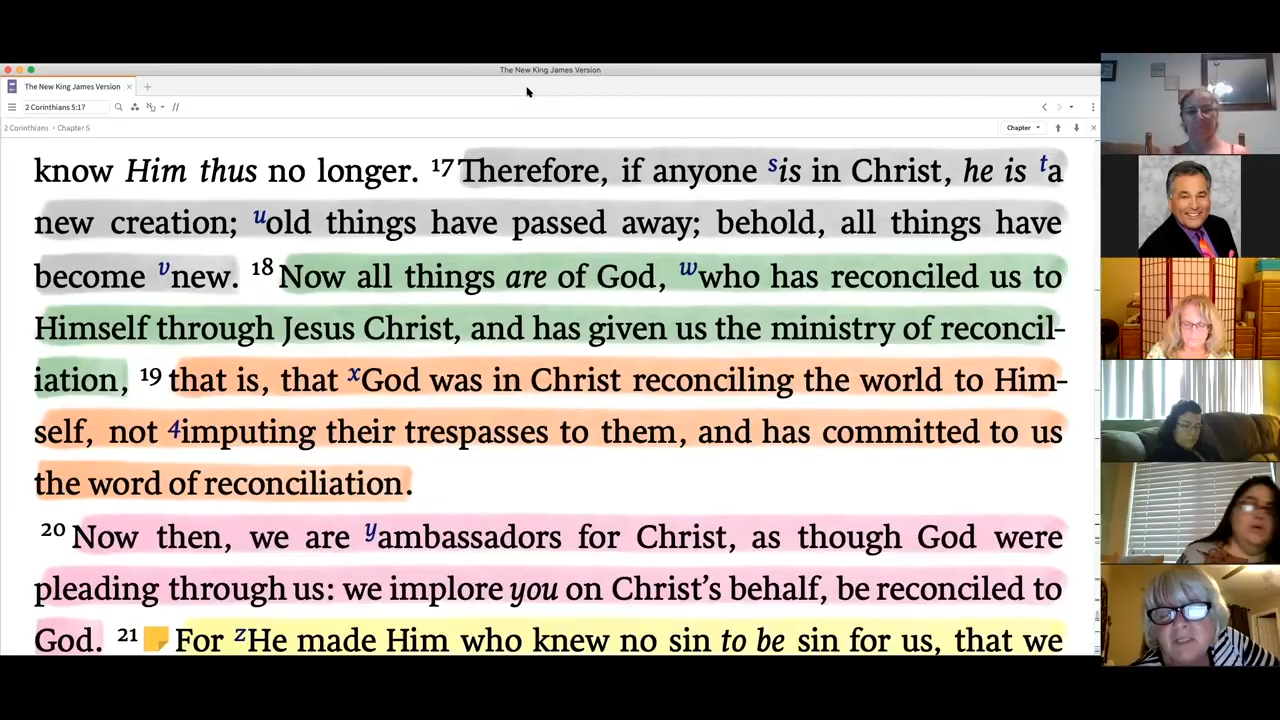 The New King James Version
The New King James Version × +
2 Corinthians 5:17 //
2 Corinthians › Chapter 5 Chapter
know Him thus no longer. 17 Therefore, if anyone s is in Christ, he is t a
new creation; u old things have passed away; behold, all things have
become v new. 18 Now all things are of God, w who has reconciled us to
Himself through Jesus Christ, and has given us the ministry of reconcil-
iation, 19 that is, that x God was in Christ reconciling the world to Him-
self, not 4 imputing their trespasses to them, and has committed to us
the word of reconciliation.
20 Now then, we are y ambassadors for Christ, as though God were
pleading through us: we implore you on Christ's behalf, be reconciled to
God. 21 For z He made Him who knew no sin to be sin for us, that we